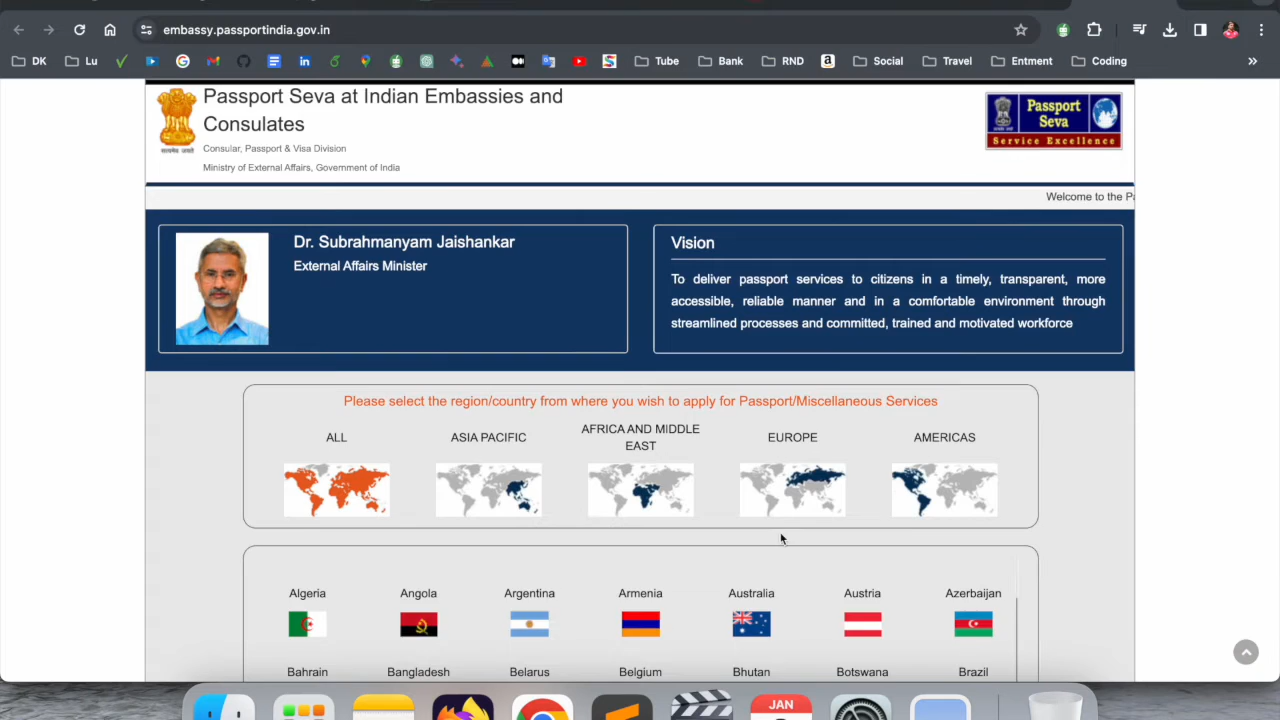 embassy.passportindia.gov.in
DK Lu Tube Bank RND Social Travel Entment Coding
Passport Seva at Indian Embassies and
Consulates
Consular, Passport & Visa Division
Ministry of External Affairs, Government of India
सत्यमेव जयते
Passport
Seva
Service Excellence
Welcome to the Pa
Dr. Subrahmanyam Jaishankar
External Affairs Minister
Vision
To deliver passport services to citizens in a timely, transparent, more
accessible, reliable manner and in a comfortable environment through
streamlined processes and committed, trained and motivated workforce
Please select the region/country from where you wish to apply for Passport/Miscellaneous Services
ALL ASIA PACIFIC AFRICA AND MIDDLE EAST EUROPE AMERICAS
Algeria Angola Argentina Armenia Australia Austria Azerbaijan
Bahrain Bangladesh Belarus Belgium Bhutan Botswana Brazil
JAN